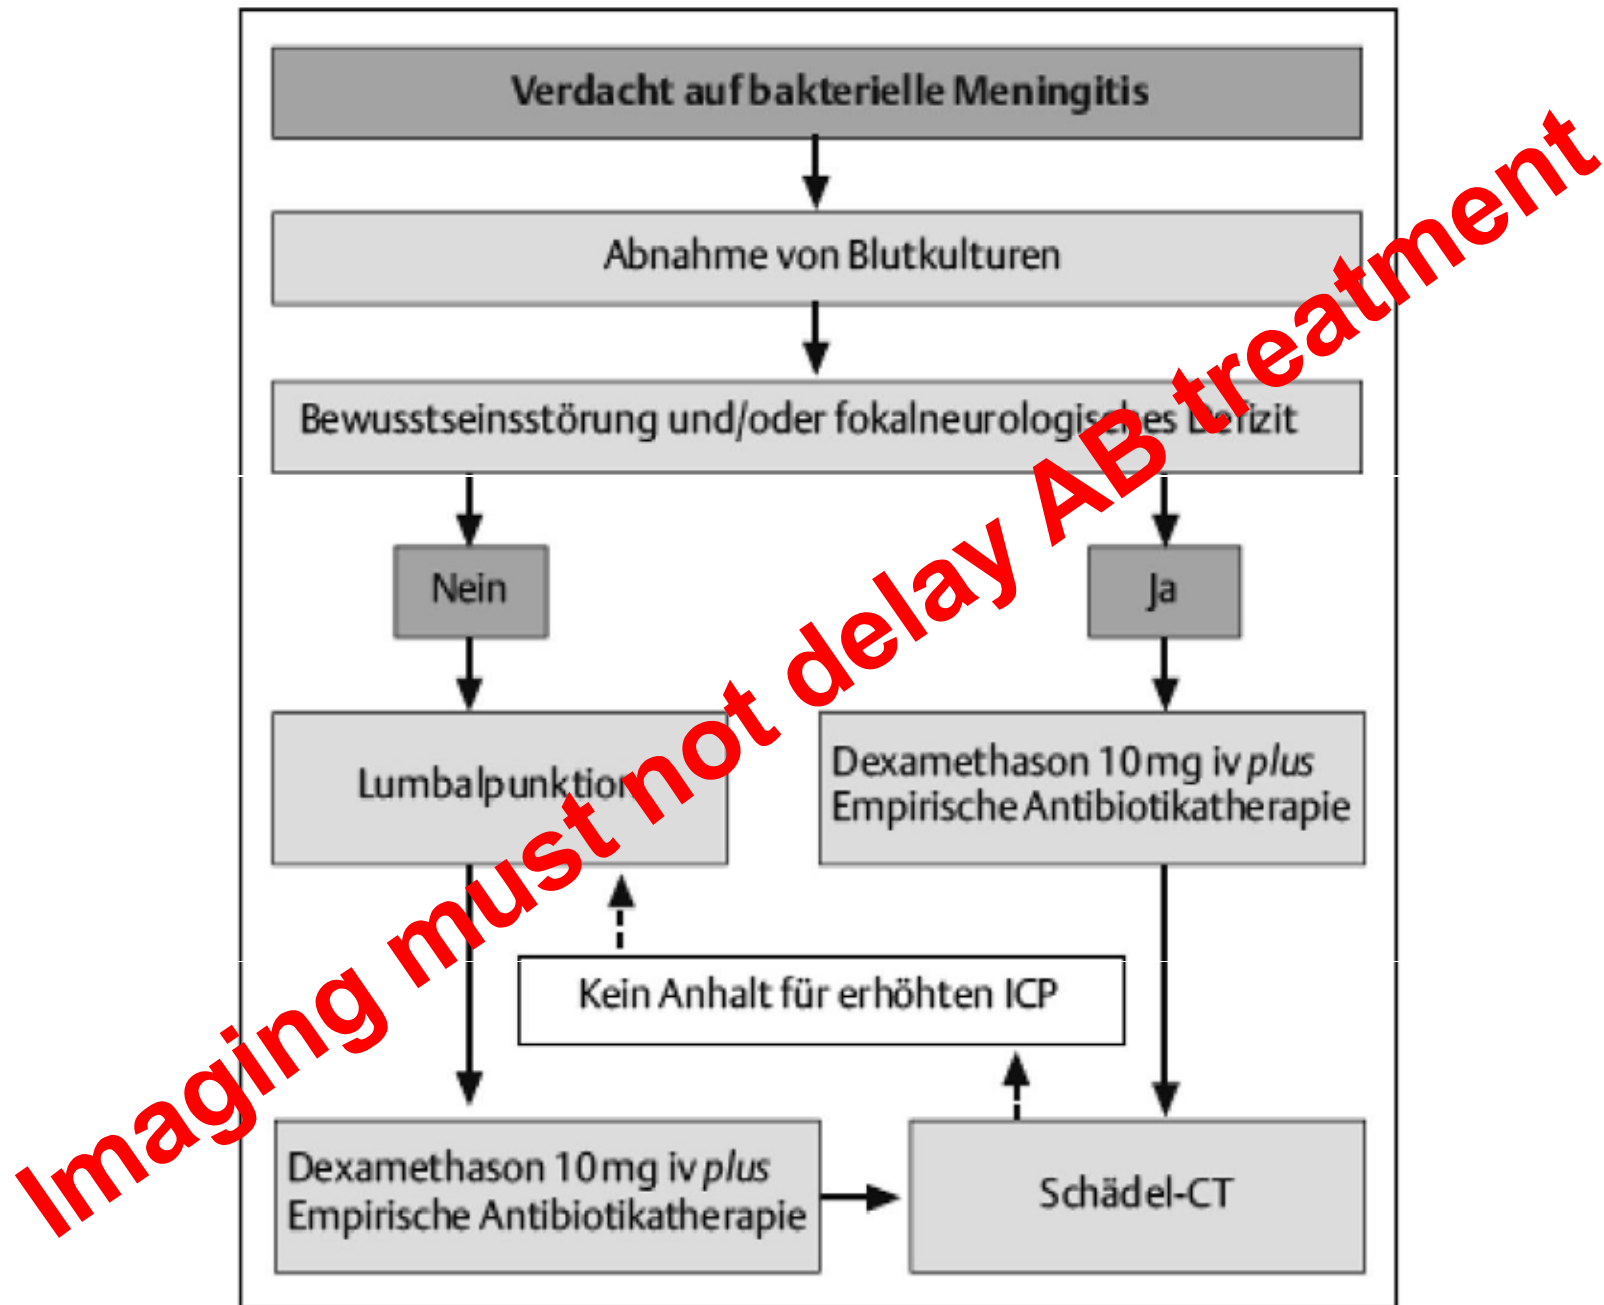 Verdacht auf bakterielle Meningitis
Abnahme von Blutkulturen
Bewusstseinsstörung und/oder fokalneurologisches Defizit
Nein
Ja
Lumbalpunktion
Dexamethason 10 mg iv plus
Empirische Antibiotikatherapie
Kein Anhalt für erhöhten ICP
Dexamethason 10 mg iv plus
Empirische Antibiotikatherapie
Schädel-CT
Imaging must not delay AB treatment